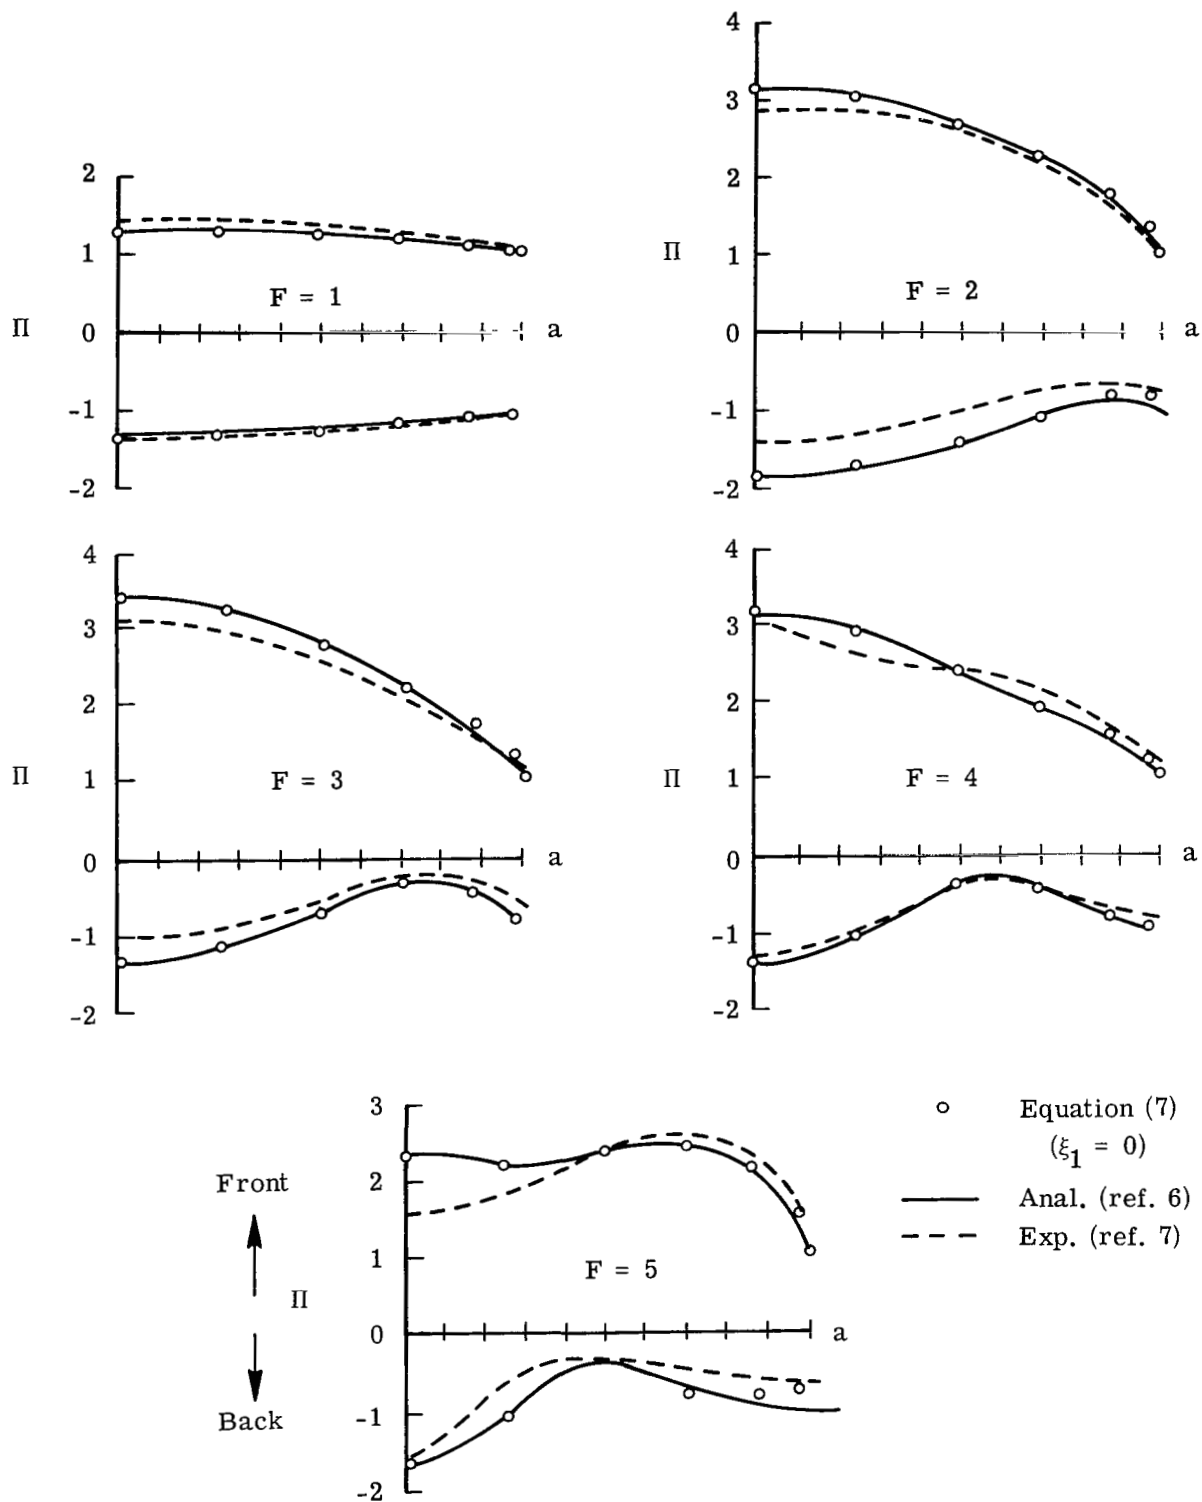 2
1
Π
0
a
-1
-2
F = 1
4
3
2
Π
1
0
a
-1
-2
F = 2
4
3
2
Π
1
0
a
-1
-2
F = 3
4
3
2
Π
1
0
a
-1
-2
F = 4
3
2
1
Π
0
a
-1
-2
F = 5
Front
Back
Equation (7)
(ξ₁ = 0)
Anal. (ref. 6)
Exp. (ref. 7)